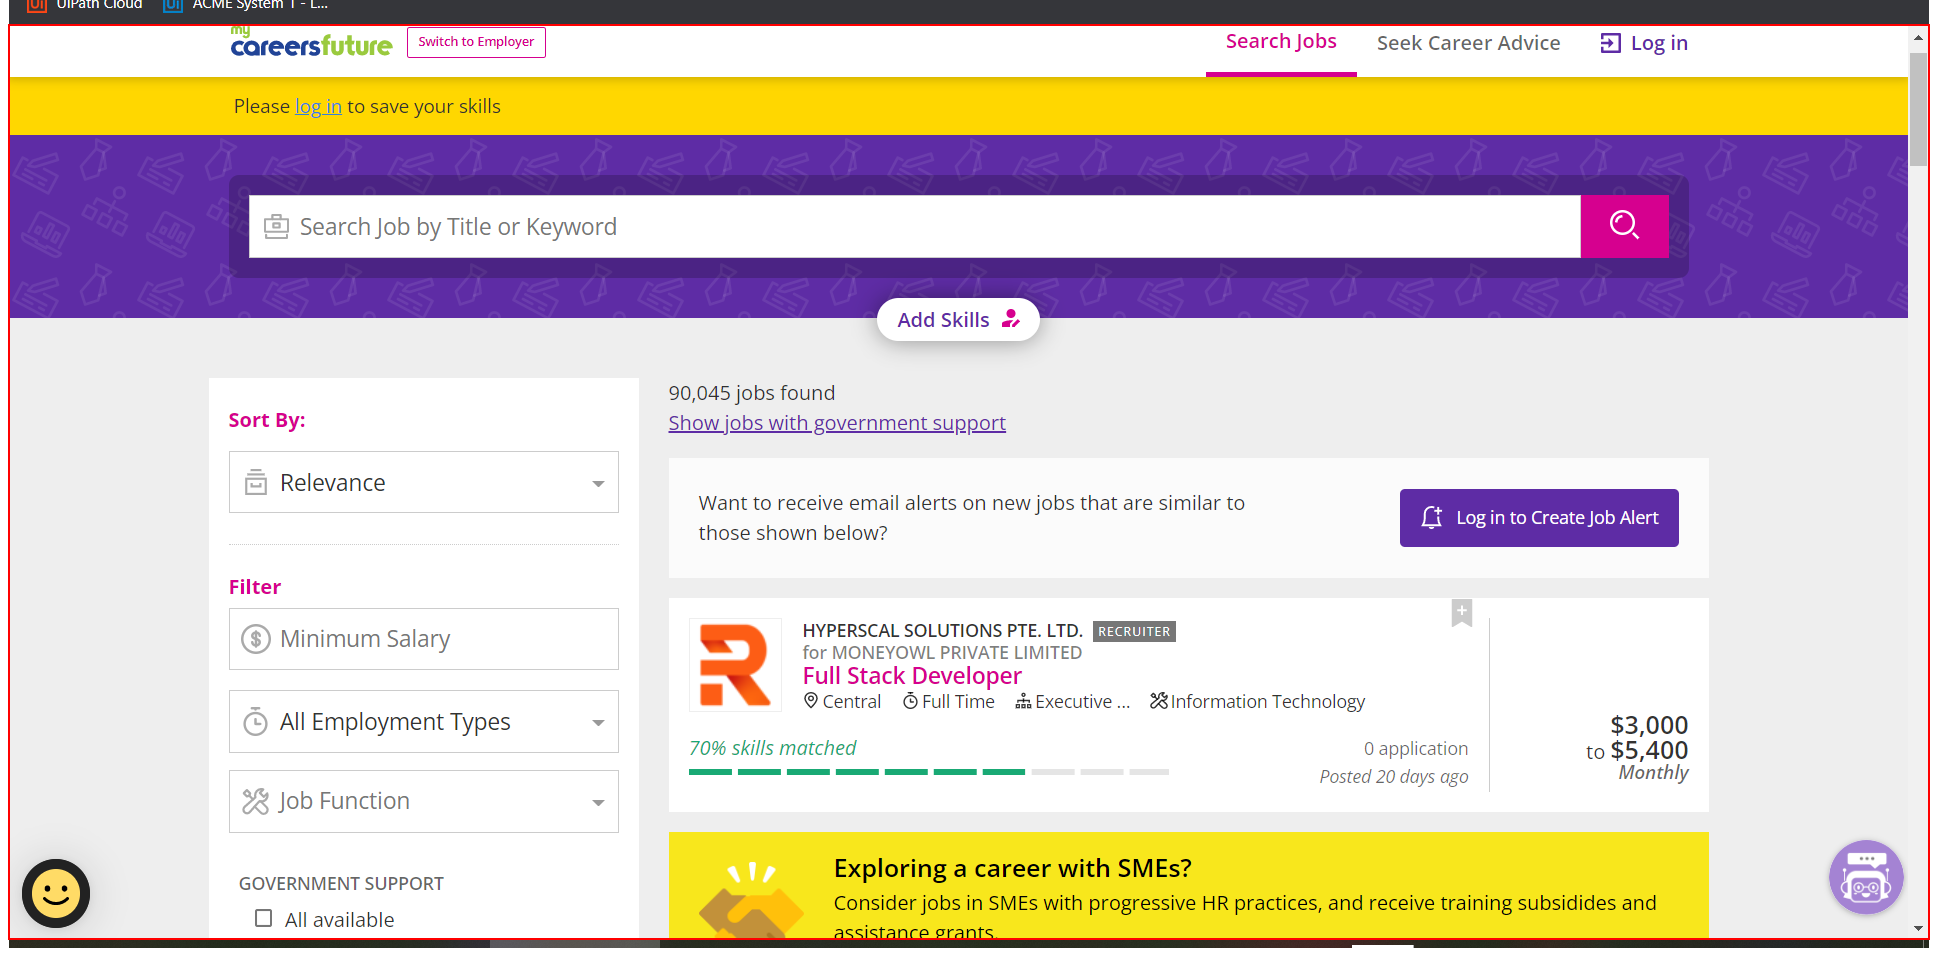 UiPath Cloud
ACME System 1 - L...
my
careersfuture
Switch to Employer
Search Jobs
Seek Career Advice
Log in
Please log in to save your skills
Search Job by Title or Keyword
Add Skills
Sort By:
Relevance
Filter
Minimum Salary
All Employment Types
Job Function
GOVERNMENT SUPPORT
All available
90,045 jobs found
Show jobs with government support
Want to receive email alerts on new jobs that are similar to
those shown below?
Log in to Create Job Alert
HYPERSCAL SOLUTIONS PTE. LTD. RECRUITER
for MONEYOWL PRIVATE LIMITED
Full Stack Developer
Central Full Time Executive ... Information Technology
70% skills matched
0 application
Posted 20 days ago
$3,000
to $5,400
Monthly
Exploring a career with SMEs?
Consider jobs in SMEs with progressive HR practices, and receive training subsidides and
assistance grants.